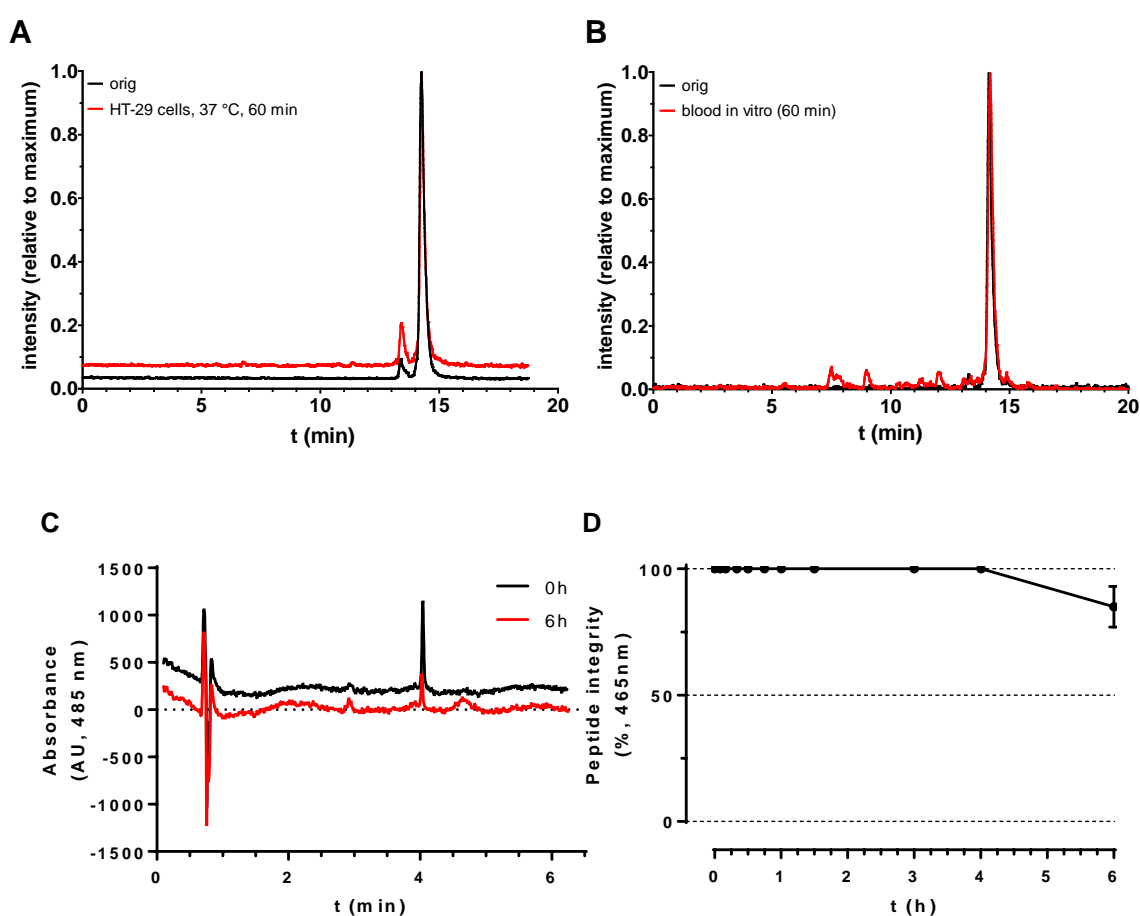 A
intensity (relative to maximum)
1.0
0.8
0.6
0.4
0.2
0.0
orig
HT-29 cells, 37 °C, 60 min
0
5
10
15
20
t (min)
B
intensity (relative to maximum)
1.0
0.8
0.6
0.4
0.2
0.0
orig
blood in vitro (60 min)
0
5
10
15
20
t (min)
C
Absorbance
(AU, 485 nm)
1500
1000
500
0
-500
-1000
-1500
0h
6h
0
2
4
6
t (min)
D
Peptide integrity
(%, 465nm)
100
50
0
0
1
2
3
4
5
6
t (h)